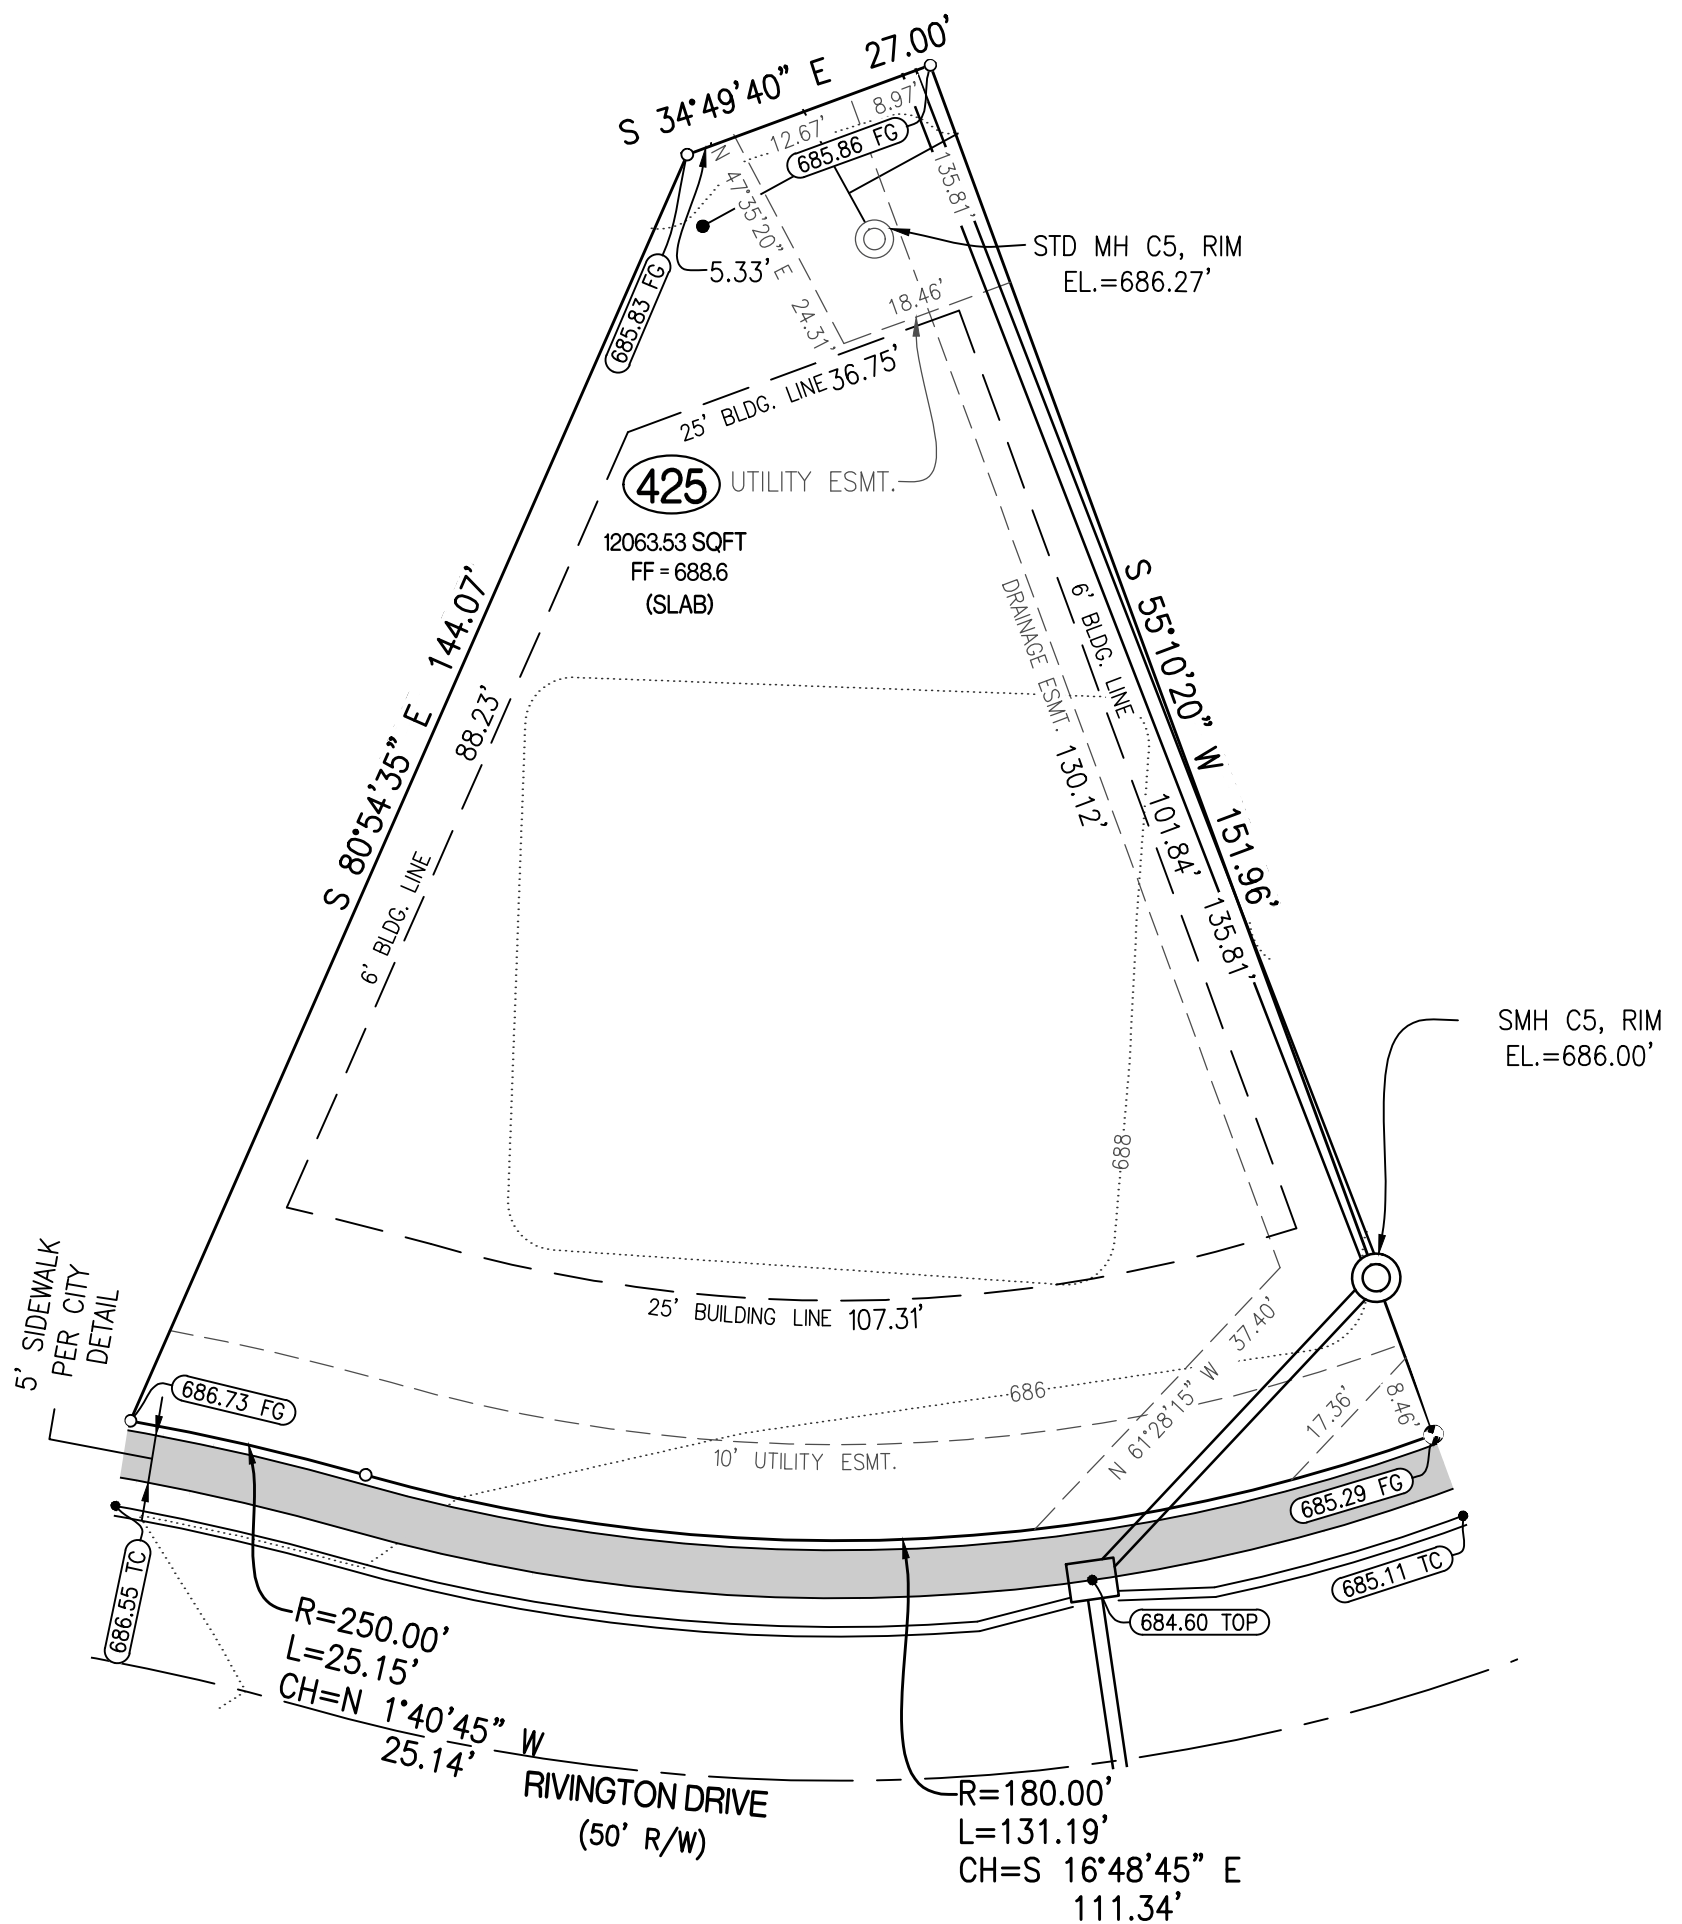 S 34°49'40" E 27.00'
8.97'
12.67'
685.86 FG
N 47°35'20" E 24.31'
135.81'
STD MH C5, RIM
EL.=686.27'
5.33'
685.83 FG
18.46'
25' BLDG. LINE 36.75'
425
UTILITY ESMT.
12063.53 SQFT
FF = 688.6
(SLAB)
S 80°54'35" E 144.07'
88.23'
6' BLDG. LINE
DRAINAGE ESMT. 130.12'
6' BLDG. LINE
101.84'
S 55°10'20" W 151.96'
135.81'
SMH C5, RIM
EL.=686.00'
688
25' BUILDING LINE 107.31'
5' SIDEWALK
PER CITY
DETAIL
686.73 FG
686
N 61°28'15" W 37.40'
17.36'
8.46'
10' UTILITY ESMT.
685.29 FG
686.55 TC
685.11 TC
684.60 TOP
R=250.00'
L=25.15'
CH=N 1°40'45" W
25.14'
RIVINGTON DRIVE
(50' R/W)
R=180.00'
L=131.19'
CH=S 16°48'45" E
111.34'